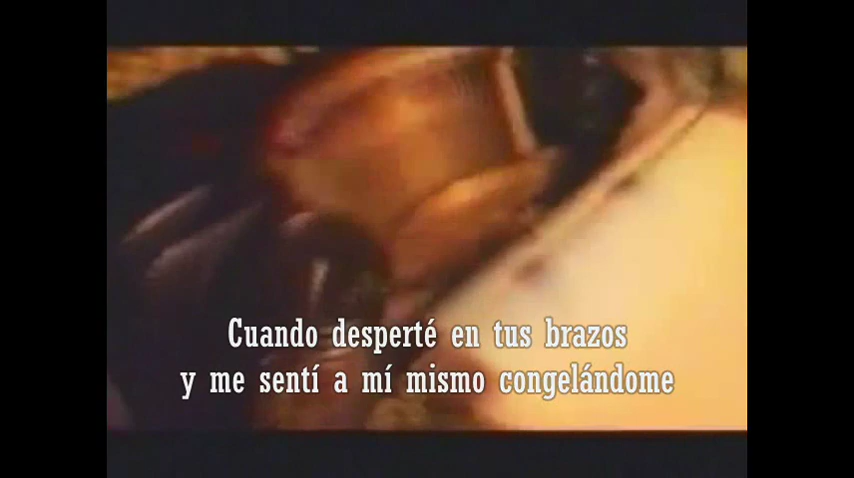 Cuando desperté en tus brazos
y me sentí a mí mismo congelándome